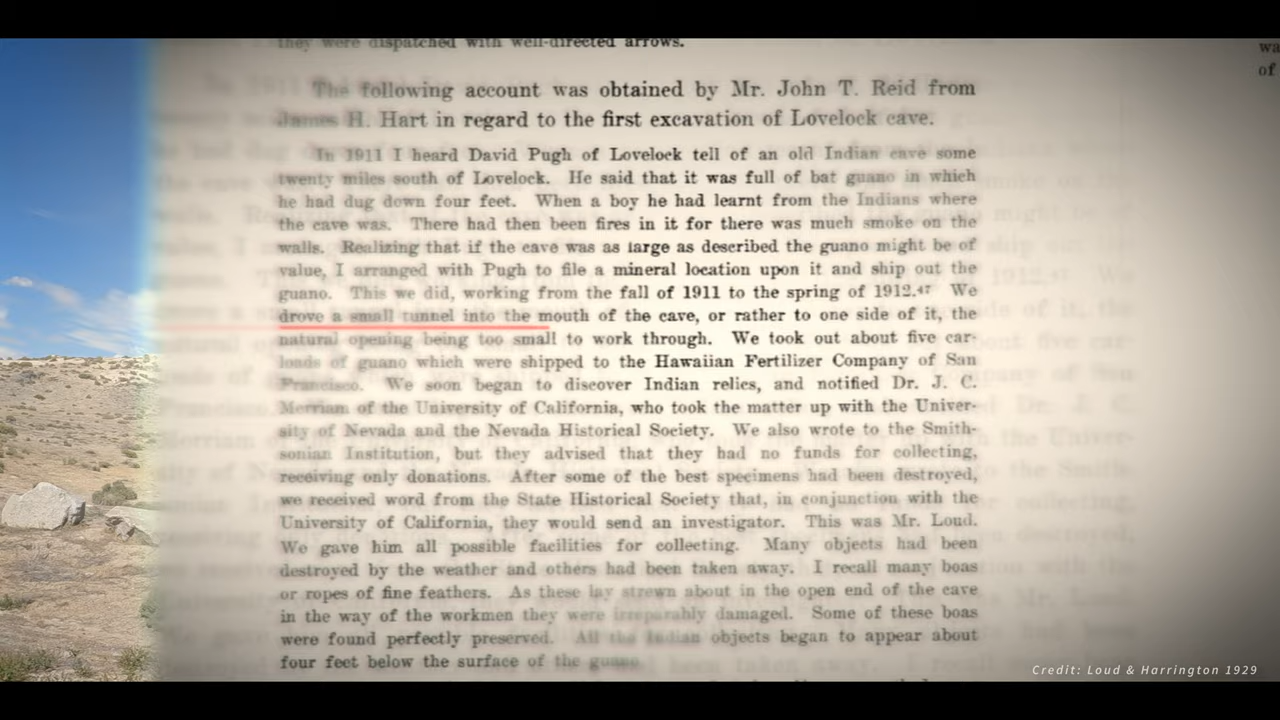 they were dispatched with well-directed arrows.
The following account was obtained by Mr. John T. Reid from
James H. Hart in regard to the first excavation of Lovelock cave.
In 1911 I heard David Pugh of Lovelock tell of an old Indian cave some
twenty miles south of Lovelock. He said that it was full of bat guano in which
he had dug down four feet. When a boy he had learnt from the Indians where
the cave was. There had then been fires in it for there was much smoke on the
walls. Realizing that if the cave was as large as described the guano might be of
value, I arranged with Pugh to file a mineral location upon it and ship out the
guano. This we did, working from the fall of 1911 to the spring of 1912.47 We
drove a small tunnel into the mouth of the cave, or rather to one side of it, the
natural opening being too small to work through. We took out about five car-
loads of guano which were shipped to the Hawaiian Fertilizer Company of San
Francisco. We soon began to discover Indian relics, and notified Dr. J. C.
Merriam of the University of California, who took the matter up with the Univer-
sity of Nevada and the Nevada Historical Society. We also wrote to the Smith-
sonian Institution, but they advised that they had no funds for collecting,
receiving only donations. After some of the best specimens had been destroyed,
we received word from the State Historical Society that, in conjunction with the
University of California, they would send an investigator. This was Mr. Loud.
We gave him all possible facilities for collecting. Many objects had been
destroyed by the weather and others had been taken away. I recall many boas
or ropes of fine feathers. As these lay strewn about in the open end of the cave
in the way of the workmen they were irreparably damaged. Some of these boas
were found perfectly preserved. All the Indian objects began to appear about
four feet below the surface of the guano
wa
of
Credit: Loud & Harrington 1929